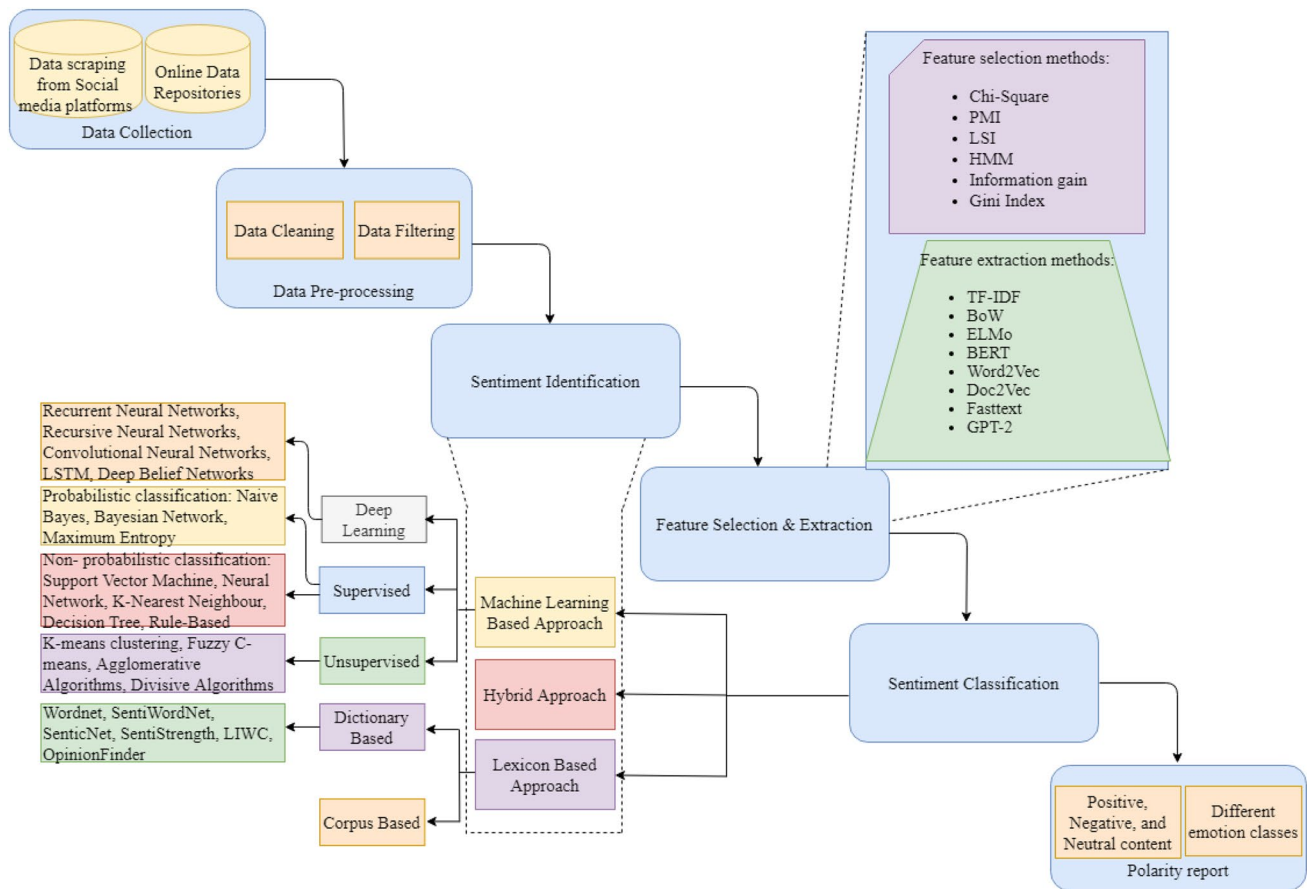 Data scraping
from Social
media platforms
Online Data
Repositories
Data Collection
Data Cleaning
Data Filtering
Data Pre-processing
Sentiment Identification
Feature selection methods:
• Chi-Square
• PMI
• LSI
• HMM
• Information gain
• Gini Index
Feature extraction methods:
• TF-IDF
• BoW
• ELMo
• BERT
• Word2Vec
• Doc2Vec
• Fasttext
• GPT-2
Feature Selection & Extraction
Recurrent Neural Networks,
Recursive Neural Networks,
Convolutional Neural Networks,
LSTM, Deep Belief Networks
Probabilistic classification: Naive
Bayes, Bayesian Network,
Maximum Entropy
Non- probabilistic classification:
Support Vector Machine, Neural
Network, K-Nearest Neighbour,
Decision Tree, Rule-Based
K-means clustering, Fuzzy C-
means, Agglomerative
Algorithms, Divisive Algorithms
Wordnet, SentiWordNet,
SenticNet, SentiStrength, LIWC,
OpinionFinder
Deep
Learning
Supervised
Unsupervised
Dictionary
Based
Corpus Based
Machine Learning
Based Approach
Hybrid Approach
Lexicon Based
Approach
Sentiment Classification
Positive,
Negative, and
Neutral content
Different
emotion classes
Polarity report